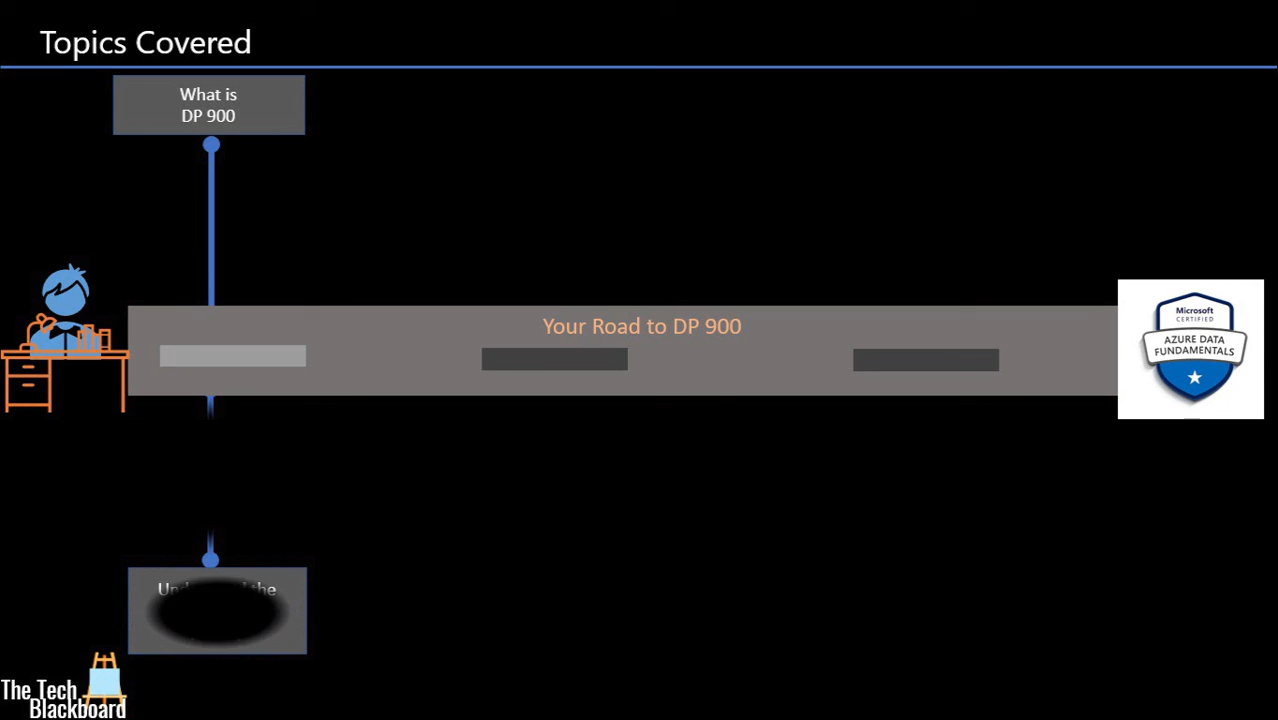 Topics Covered
What is
DP 900
Your Road to DP 900
Microsoft
CERTIFIED
AZURE DATA
FUNDAMENTALS
the
The Tech
Blackboard